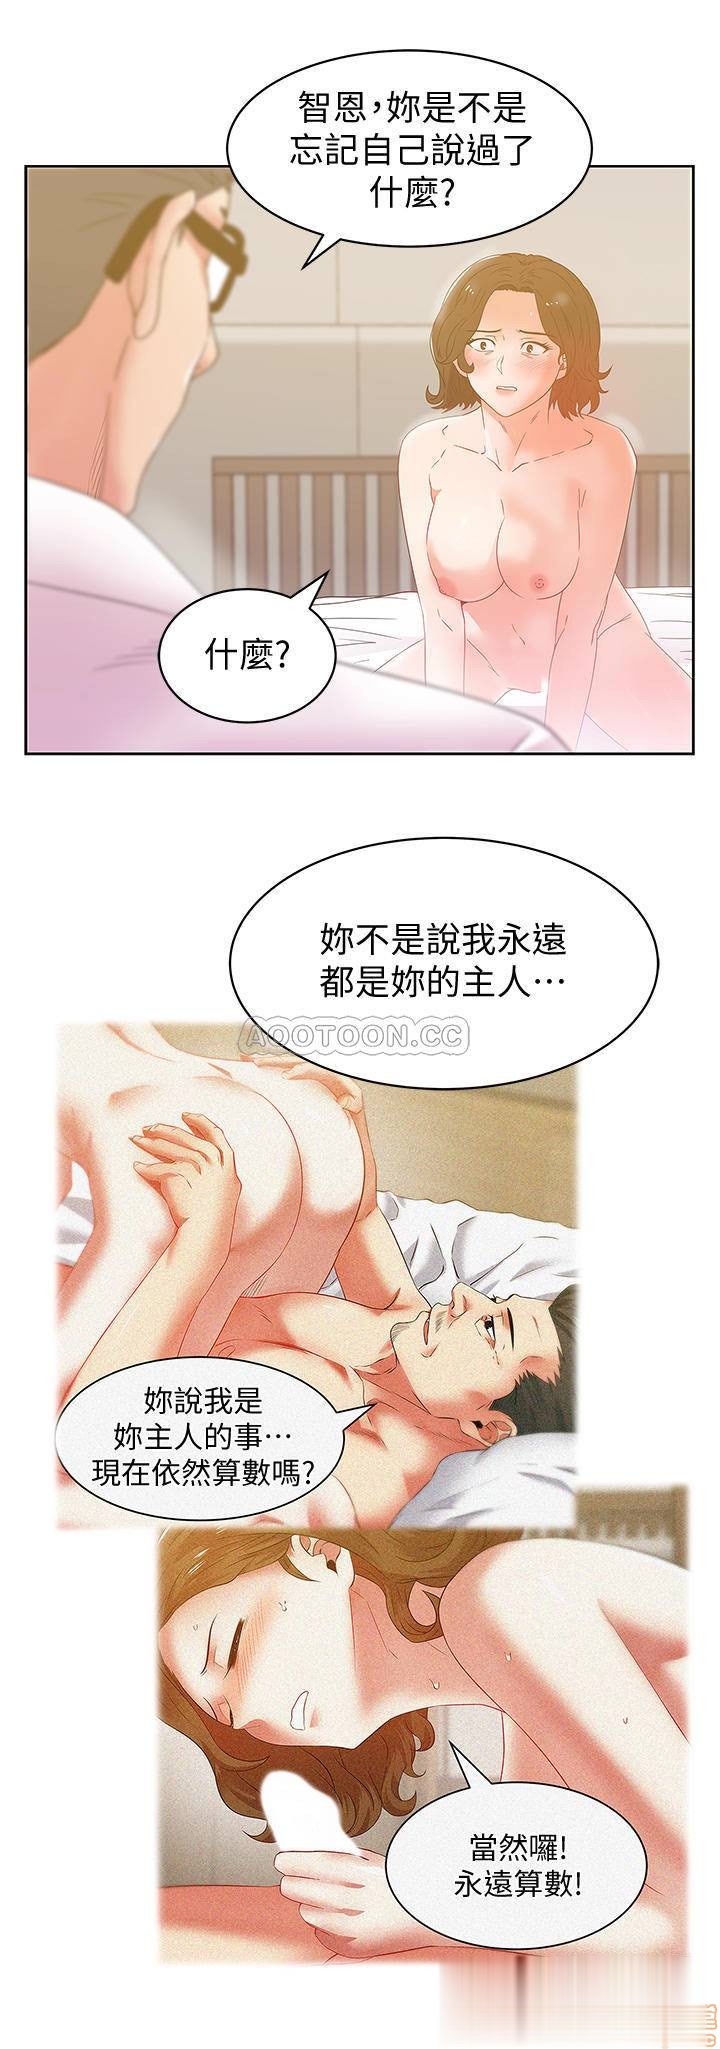 智恩,妳是不是
忘記自己說過了
什麼?
什麼?
妳不是說我永遠
都是妳的主人…
AOOTOON.CC
妳說我是
妳主人的事…
現在依然算數嗎?
當然囉!
永遠算數!